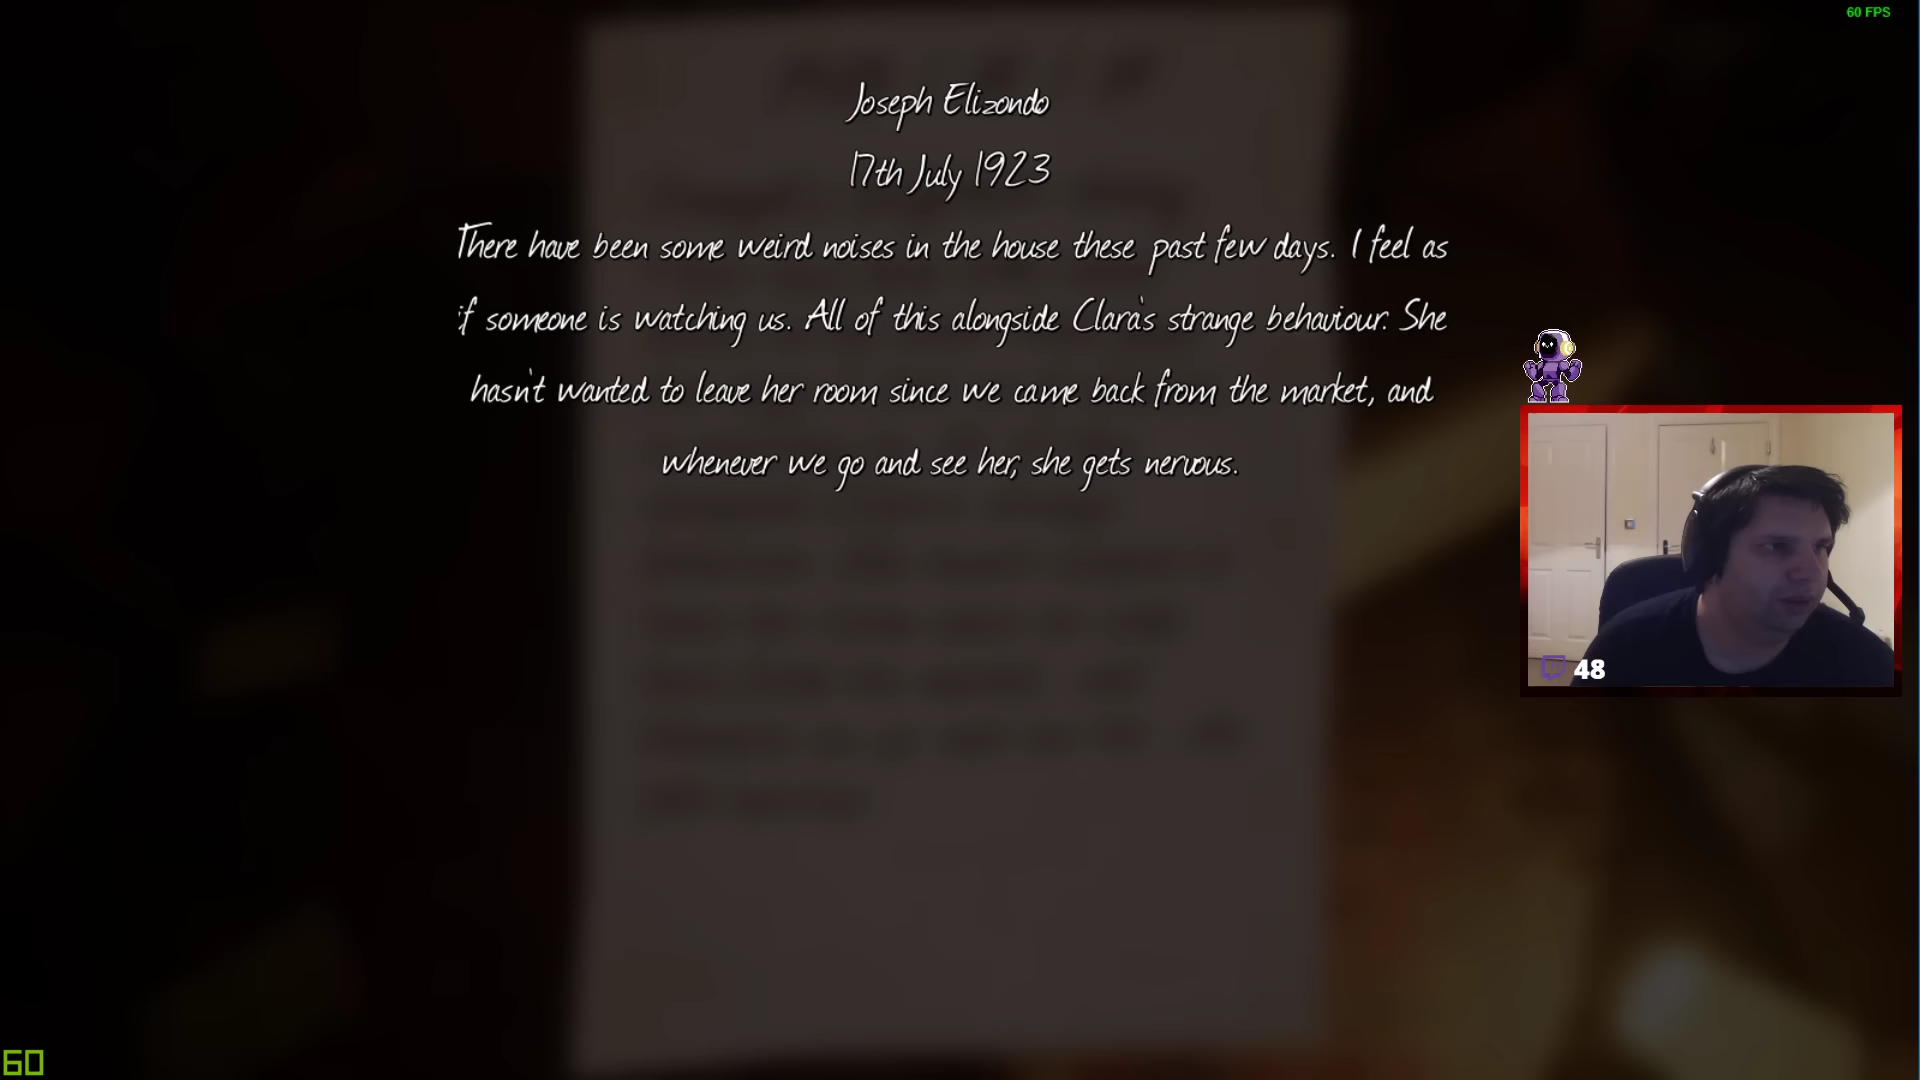 60 FPS
Joseph Elizondo
17th July 1923
There have been some weird noises in the house these past few days. I feel as
if someone is watching us. All of this alongside Clara's strange behaviour. She
hasn't wanted to leave her room since we came back from the market, and
whenever we go and see her, she gets nervous.
48
60